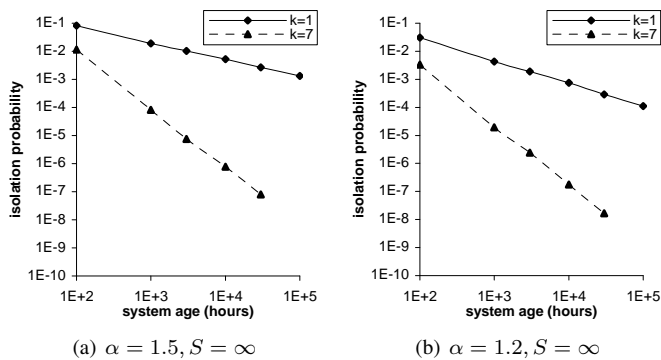 1E-1
1E-2
1E-3
1E-4
1E-5
1E-6
1E-7
1E-8
1E-9
1E-10
isolation probability
k=1
k=7
1E+2 1E+3 1E+4 1E+5
system age (hours)
(a) α = 1.5, S = ∞
1E-1
1E-2
1E-3
1E-4
1E-5
1E-6
1E-7
1E-8
1E-9
1E-10
isolation probability
k=1
k=7
1E+2 1E+3 1E+4 1E+5
system age (hours)
(b) α = 1.2, S = ∞